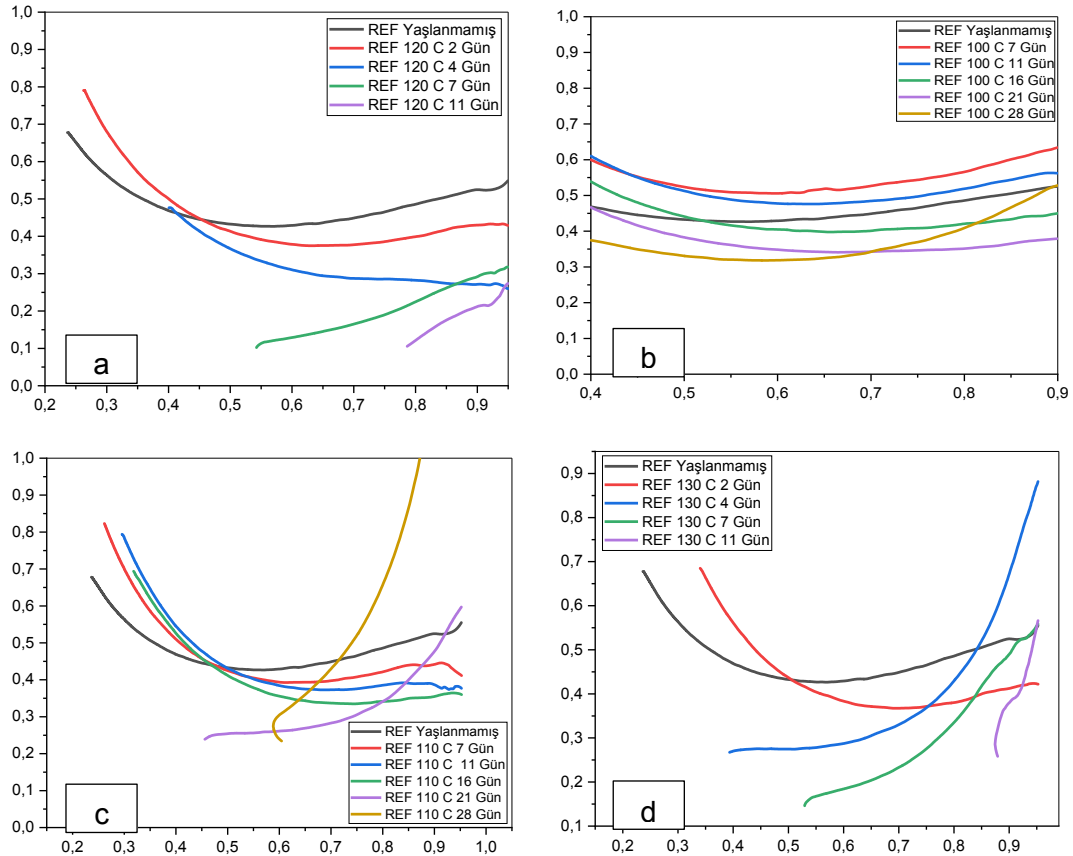 1,0
0,9
0,8
0,7
0,6
0,5
0,4
0,3
0,2
0,1
0,0
REF Yaşlanmamış
REF 120 C 2 Gün
REF 120 C 4 Gün
REF 120 C 7 Gün
REF 120 C 11 Gün
a
0,2 0,3 0,4 0,5 0,6 0,7 0,8 0,9
1,0
0,9
0,8
0,7
0,6
0,5
0,4
0,3
0,2
0,1
0,0
REF Yaşlanmamış
REF 100 C 7 Gün
REF 100 C 11 Gün
REF 100 C 16 Gün
REF 100 C 21 Gün
REF 100 C 28 Gün
b
0,4 0,5 0,6 0,7 0,8 0,9
1,0
0,9
0,8
0,7
0,6
0,5
0,4
0,3
0,2
0,1
0,0
REF Yaşlanmamış
REF 110 C 7 Gün
REF 110 C 11 Gün
REF 110 C 16 Gün
REF 110 C 21 Gün
REF 110 C 28 Gün
c
0,2 0,3 0,4 0,5 0,6 0,7 0,8 0,9 1,0
0,9
0,8
0,7
0,6
0,5
0,4
0,3
0,2
0,1
REF Yaşlanmamış
REF 130 C 2 Gün
REF 130 C 4 Gün
REF 130 C 7 Gün
REF 130 C 11 Gün
d
0,2 0,3 0,4 0,5 0,6 0,7 0,8 0,9